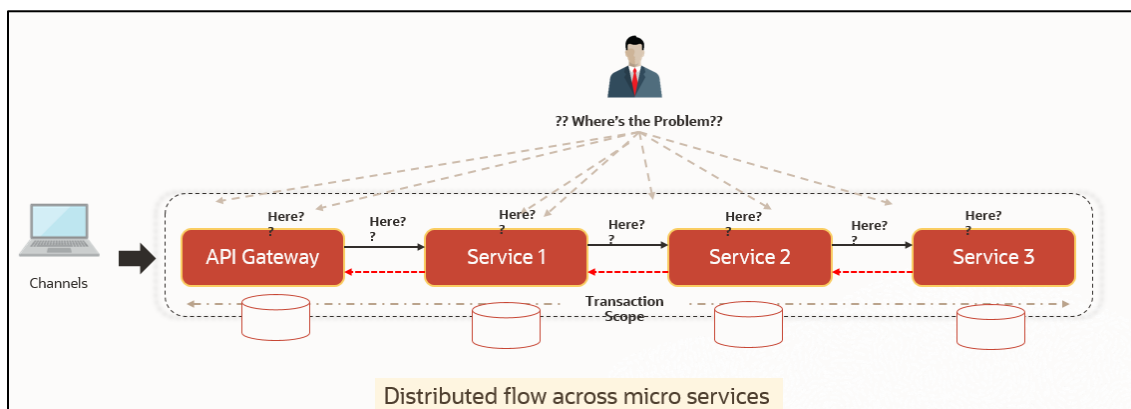 ?? Where's the Problem??
Here?
?
Here?
?
Here?
?
Here?
?
Here?
?
Here?
?
Here?
?
API Gateway
Service 1
Service 2
Service 3
Channels
Transaction
Scope
Distributed flow across micro services